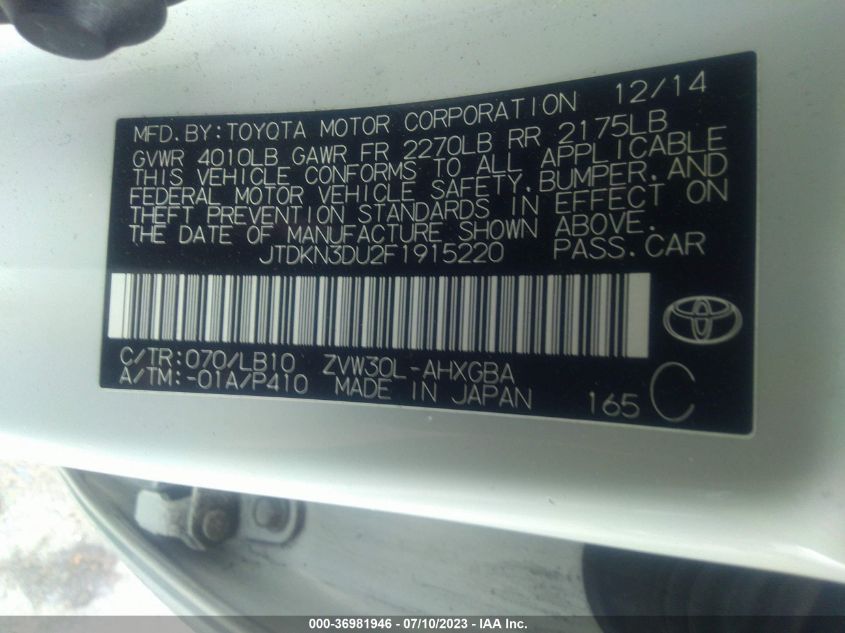 MFD. BY: TOYOTA MOTOR CORPORATION 12/14
GVWR 4010LB GAWR FR 2270LB RR 2175LB
THIS VEHICLE CONFORMS TO ALL APPLICABLE
FEDERAL MOTOR VEHICLE SAFETY, BUMPER, AND
THEFT PREVENTION STANDARDS IN EFFECT ON
THE DATE OF MANUFACTURE SHOWN ABOVE.
JTDKN3DU2F1915220 PASS. CAR
C/TR: 070/LB10 ZVW30L-AHXGBA
A/TM: -01A/P410 MADE IN JAPAN 165 C
000-36981946 - 07/10/2023 - IAA Inc.